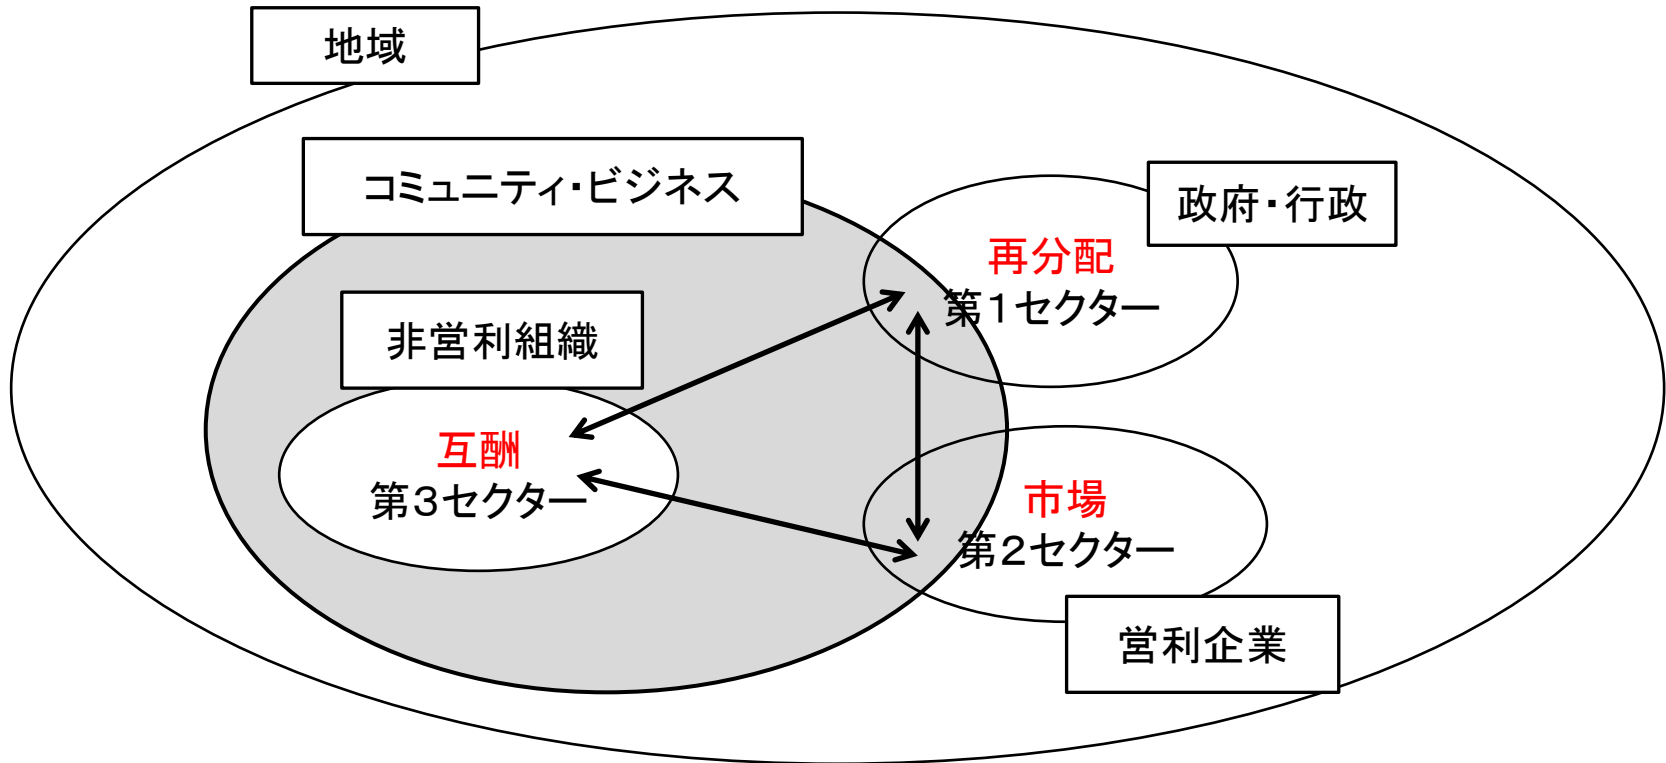 地域
コミュニティ・ビジネス
政府・行政
再分配
第１セクター
非営利組織
互酬
第３セクター
市場
第２セクター
営利企業